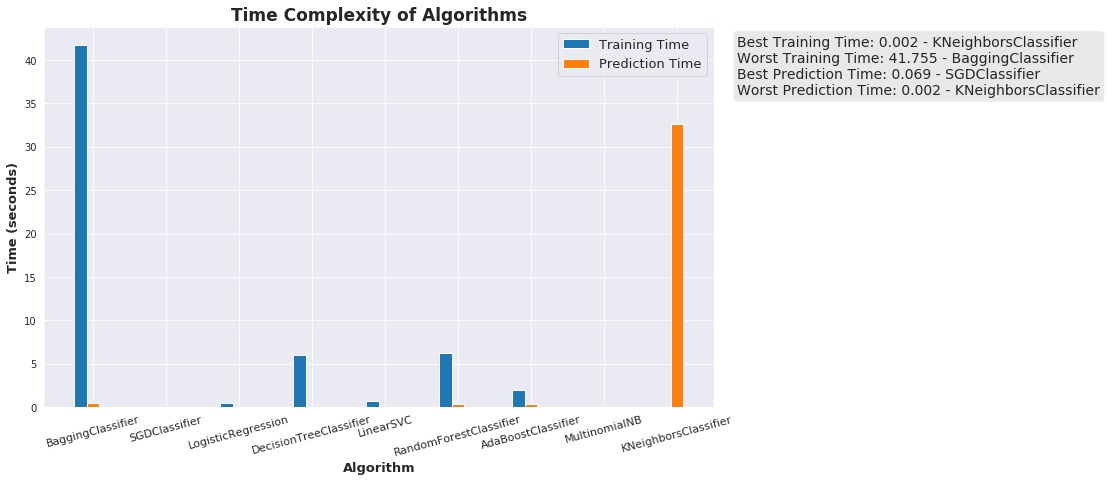 Time Complexity of Algorithms
Training Time
Prediction Time
Best Training Time: 0.002 - KNeighborsClassifier
Worst Training Time: 41.755 - BaggingClassifier
Best Prediction Time: 0.069 - SGDClassifier
Worst Prediction Time: 0.002 - KNeighborsClassifier
Time (seconds)
40
35
30
25
20
15
10
5
0
BaggingClassifier
SGDClassifier
LogisticRegression
DecisionTreeClassifier
LinearSVC
RandomForestClassifier
AdaBoostClassifier
MultinomialNB
KNeighborsClassifier
Algorithm